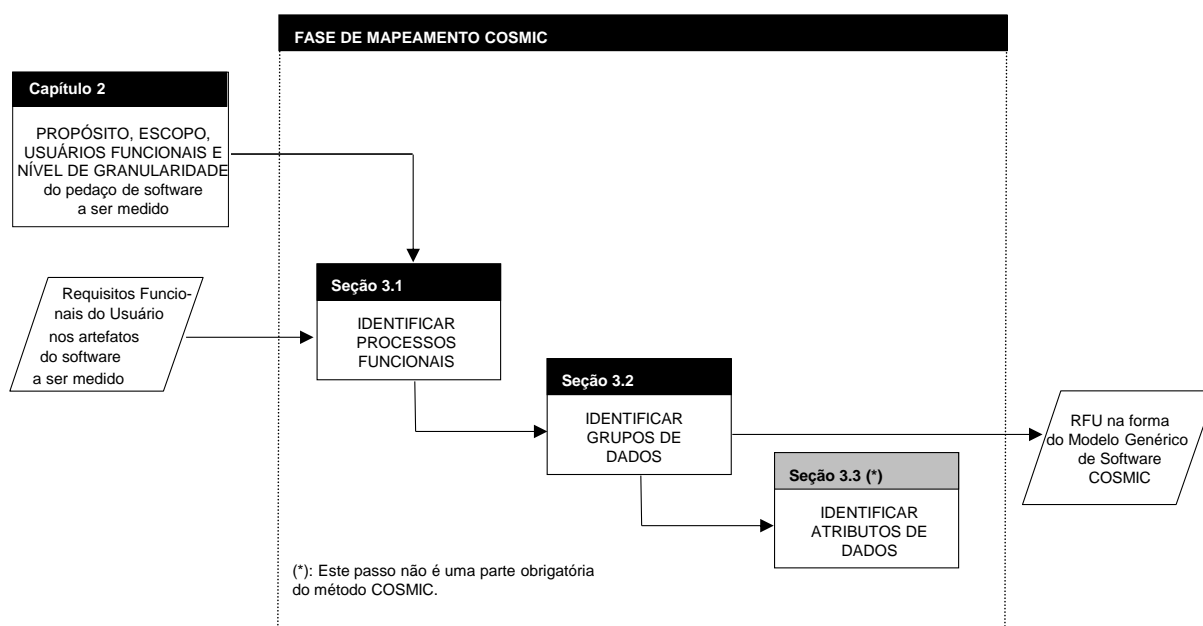 FASE DE MAPEAMENTO COSMIC
Capítulo 2
PROPÓSITO, ESCOPO,
USUÁRIOS FUNCIONAIS E
NÍVEL DE GRANULARIDADE
do pedaço de software
a ser medido
Requisitos Funcio-
nais do Usuário
nos artefatos
do software
a ser medido
Seção 3.1
IDENTIFICAR
PROCESSOS
FUNCIONAIS
Seção 3.2
IDENTIFICAR
GRUPOS DE
DADOS
Seção 3.3 (*)
IDENTIFICAR
ATRIBUTOS DE
DADOS
RFU na forma
do Modelo Genérico
de Software
COSMIC
(*): Este passo não é uma parte obrigatória
do método COSMIC.